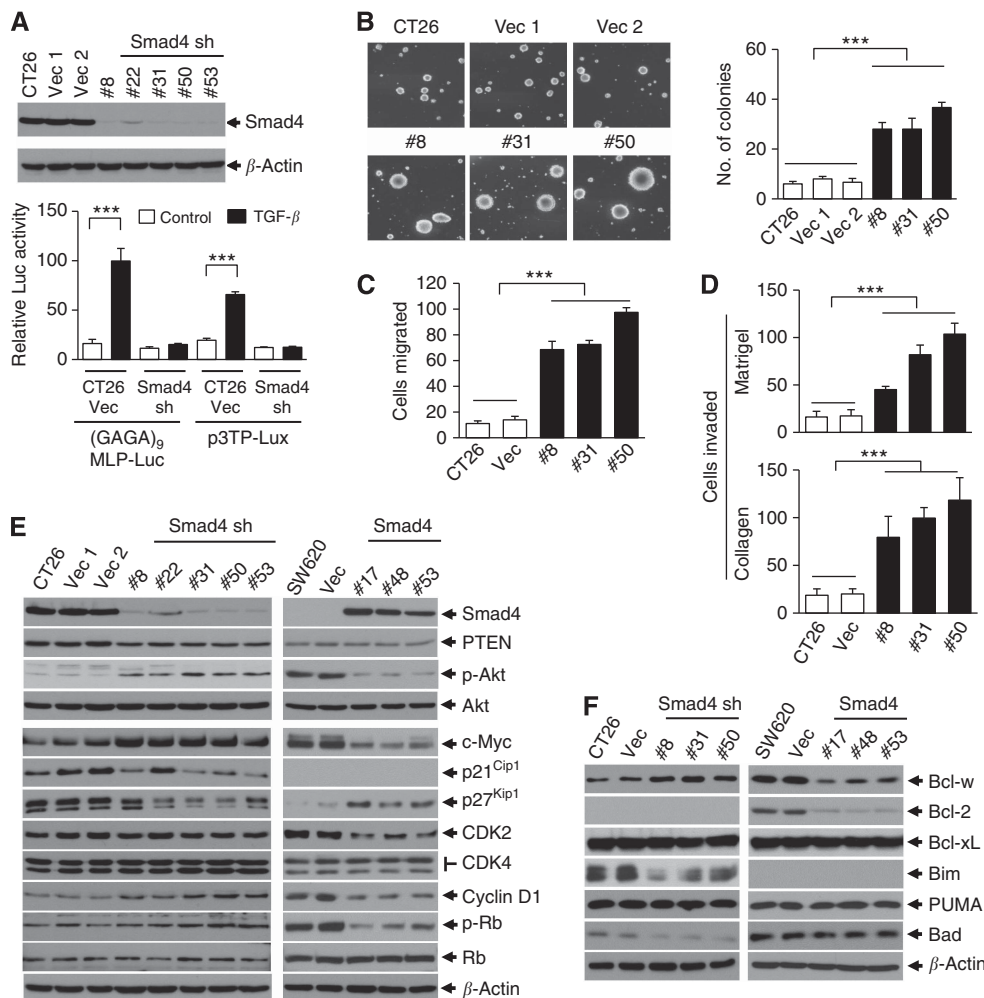 A
Smad4 sh
CT26
Vec 1
Vec 2
#8
#22
#31
#50
#53
Smad4
β-Actin
Relative Luc activity
150
100
50
0
***
Control
TGF-β
***
CT26 Vec
Smad4 sh
CT26 Vec
Smad4 sh
(GAGA)9 MLP-Luc
p3TP-Lux
B
CT26
Vec 1
Vec 2
#8
#31
#50
No. of colonies
60
40
20
0
***
CT26
Vec 1
Vec 2
#8
#31
#50
C
Cells migrated
120
100
80
60
40
20
0
***
CT26
Vec
#8
#31
#50
D
Cells invaded
Matrigel
150
100
50
0
***
Collagen
150
100
50
0
***
CT26
Vec
#8
#31
#50
E
Smad4 sh
Smad4
CT26
Vec 1
Vec 2
#8
#22
#31
#50
#53
SW620
Vec
#17
#48
#53
Smad4
PTEN
p-Akt
Akt
c-Myc
p21Cip1
p27Kip1
CDK2
CDK4
Cyclin D1
p-Rb
Rb
β-Actin
F
Smad4 sh
Smad4
CT26
Vec
#8
#31
#50
SW620
Vec
#17
#48
#53
Bcl-w
Bcl-2
Bcl-xL
Bim
PUMA
Bad
β-Actin